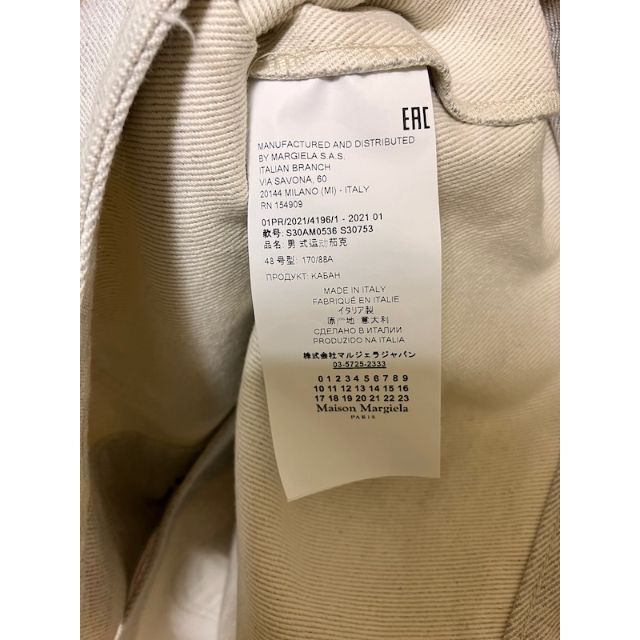 EAC
MANUFACTURED AND DISTRIBUTED
BY MARGIELA S.A.S.
ITALIAN BRANCH
VIA SAVONA, 60
20144 MILANO (MI) - ITALY
RN 154909
01PR/2021/4196/1 - 2021 01
款号: S30AM0536 S30753
品名: 男 式运动茄克
48 号型: 170/88A
ПРОДУКТ: КАБАН
MADE IN ITALY
FABRIQUÉ EN ITALIE
イタリア製
原产地 意大利
СДЕЛАНО В ИТАЛИИ
PRODUZIDO NA ITALIA
株式会社マルジェラジャパン
03-5725-2333
0 1 2 3 4 5 6 7 8 9
10 11 12 13 14 15 16
17 18 19 20 21 22 23
Maison Margiela
PARIS